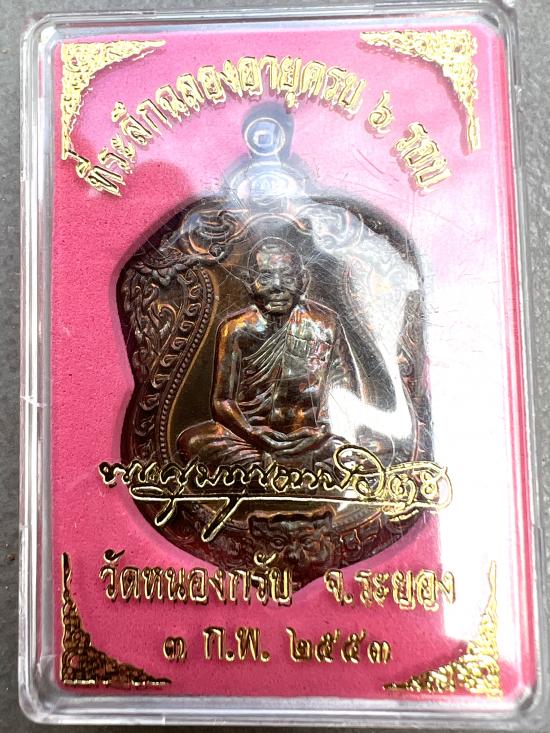 ที่ระลึกฉลองอายุครบ ๖ รอบ
วัดหนองกรับ จ.ระยอง
๓ ก.พ. ๒๕๕๓